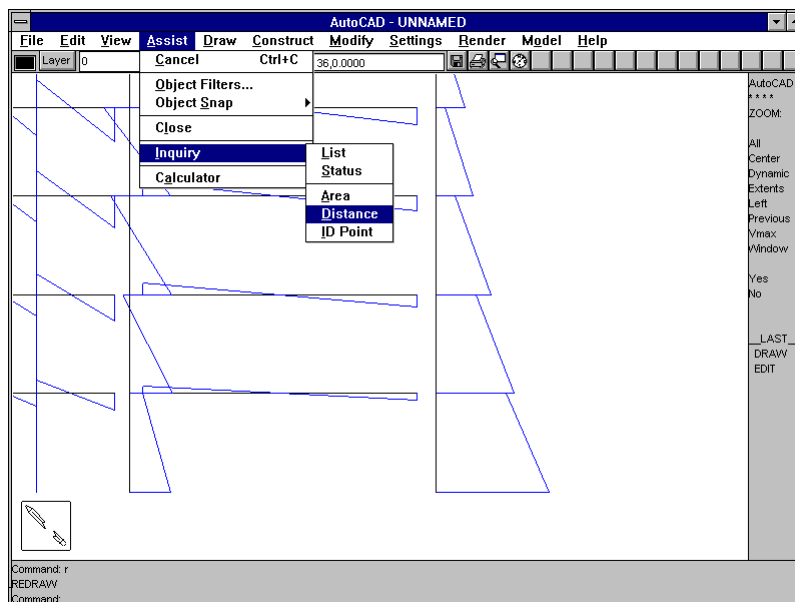 AutoCAD - UNNAMED
File Edit View Assist Draw Construct Modify Settings Render Model Help
Layer 0 36,0.0000
Cancel Ctrl+C
Object Filters...
Object Snap
Close
Inquiry
Calculator
List
Status
Area
Distance
ID Point
AutoCAD
* * * *
ZOOM:
All
Center
Dynamic
Extents
Left
Previous
Vmax
Window
Yes
No
__LAST_
DRAW
EDIT
Command: r
REDRAW
Command: